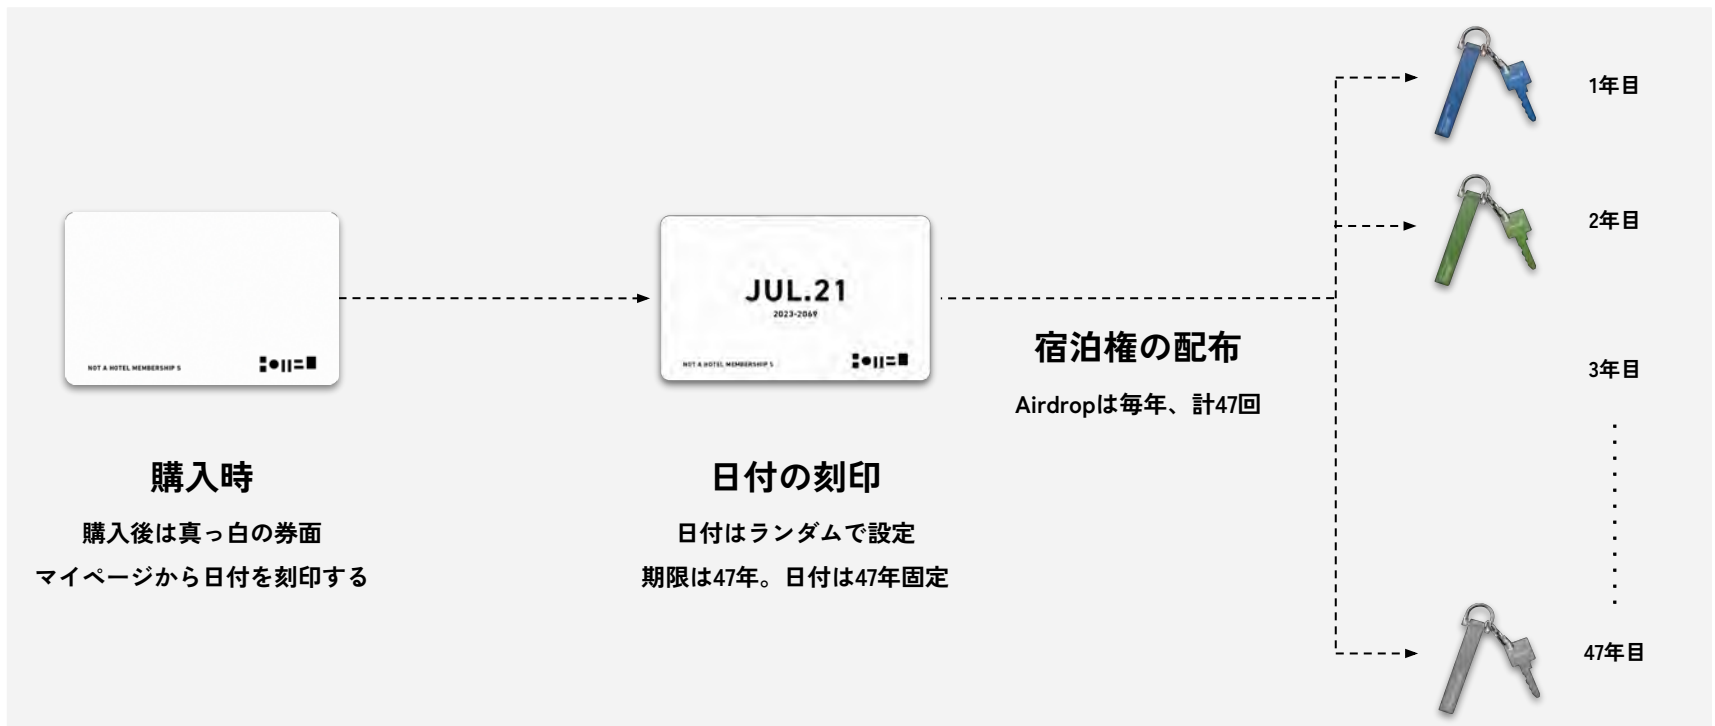 1年目
2年目
JUL.21
2023-2069
NOT A HOTEL MEMBERSHIP S
NOT A HOTEL MEMBERSHIP S
宿泊権の配布
Airdropは毎年、計47回
3年目
購入時
購入後は真っ白の券面
マイページから日付を刻印する
日付の刻印
日付はランダムで設定
期限は47年。日付は47年固定
47年目